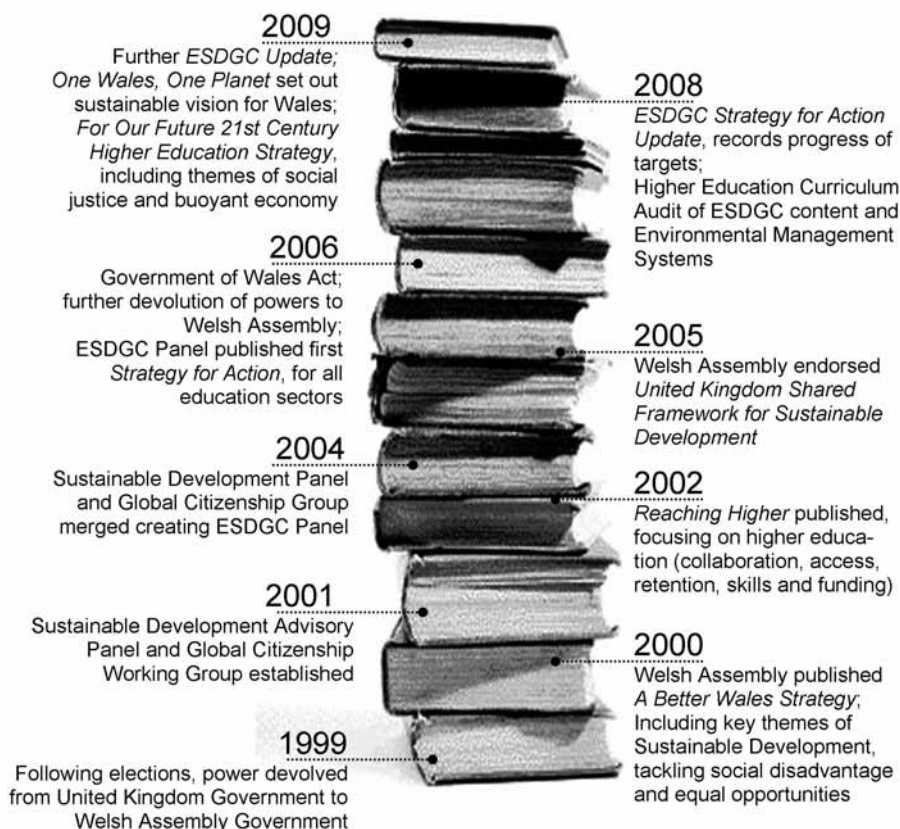 2009
Further ESDGC Update;
One Wales, One Planet set out
sustainable vision for Wales;
For Our Future 21st Century
Higher Education Strategy,
including themes of social
justice and buoyant economy
2008
ESDGC Strategy for Action
Update, records progress of
targets;
Higher Education Curriculum
Audit of ESDGC content and
Environmental Management
Systems
2006
Government of Wales Act;
further devolution of powers to
Welsh Assembly;
ESDGC Panel published first
Strategy for Action, for all
education sectors
2005
Welsh Assembly endorsed
United Kingdom Shared
Framework for Sustainable
Development
2004
Sustainable Development Panel
and Global Citizenship Group
merged creating ESDGC Panel
2002
Reaching Higher published,
focusing on higher educa-
tion (collaboration, access,
retention, skills and funding)
2001
Sustainable Development Advisory
Panel and Global Citizenship
Working Group established
2000
Welsh Assembly published
A Better Wales Strategy;
Including key themes of
Sustainable Development,
tackling social disadvantage
and equal opportunities
1999
Following elections, power devolved
from United Kingdom Government to
Welsh Assembly Government